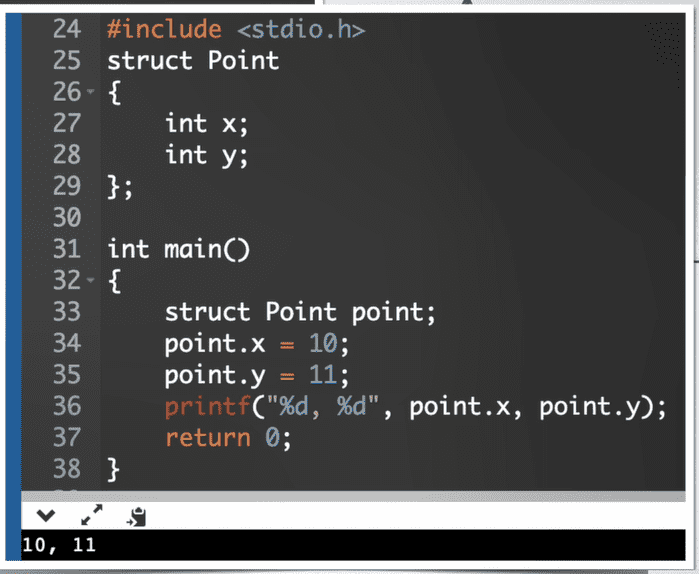 24 #include <stdio.h>
25 struct Point
26 {
27     int x;
28     int y;
29 };
30
31 int main()
32 {
33     struct Point point;
34     point.x = 10;
35     point.y = 11;
36     printf("%d, %d", point.x, point.y);
37     return 0;
38 }
10, 11